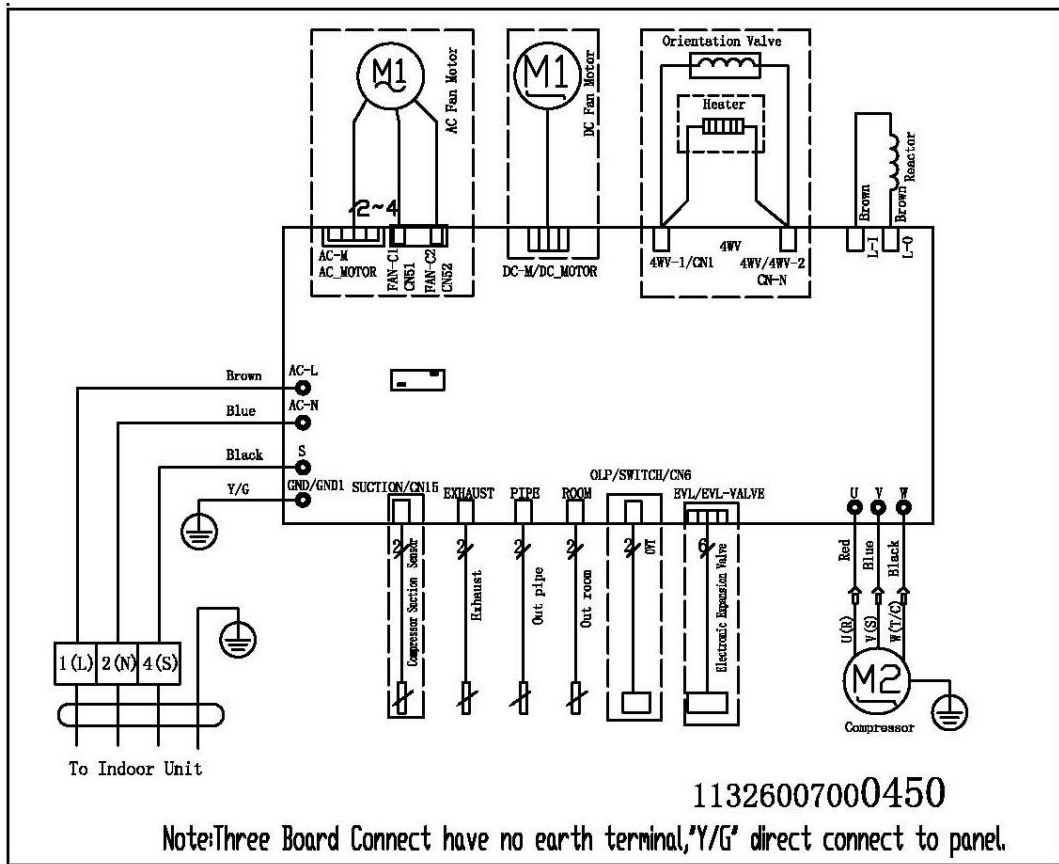 Orientation Valve
M1
AC Fan Motor
M1
DC Fan Motor
Heater
Brown
Brown
Reactor
2~4
AC-M
AC_MOTOR
FAN-C1
CN51
FAN-C2
CN52
DC-M/DC_MOTOR
4WV-1/CN1
4WV
4WV/4WV-2
CN-N
L-I
L-O
Brown
AC-L
Blue
AC-N
Black
S
Y/G
GND/GND1
SUCTION/CN15
EXHAUST
PIPE
ROOM
OLP/SWITCH/CN6
EVL/EVL-VALVE
U
V
W
2
Compressor Suction Sensor
2
Exhaust
2
Out pipe
2
Out room
2
OVT
6
Electronic Expansion Valve
Red
Blue
Black
U(R)
V(S)
W(T/C)
1(L)
2(N)
4(S)
M2
Compressor
To Indoor Unit
11326007000450
Note:Three Board Connect have no earth terminal,"Y/G" direct connect to panel.